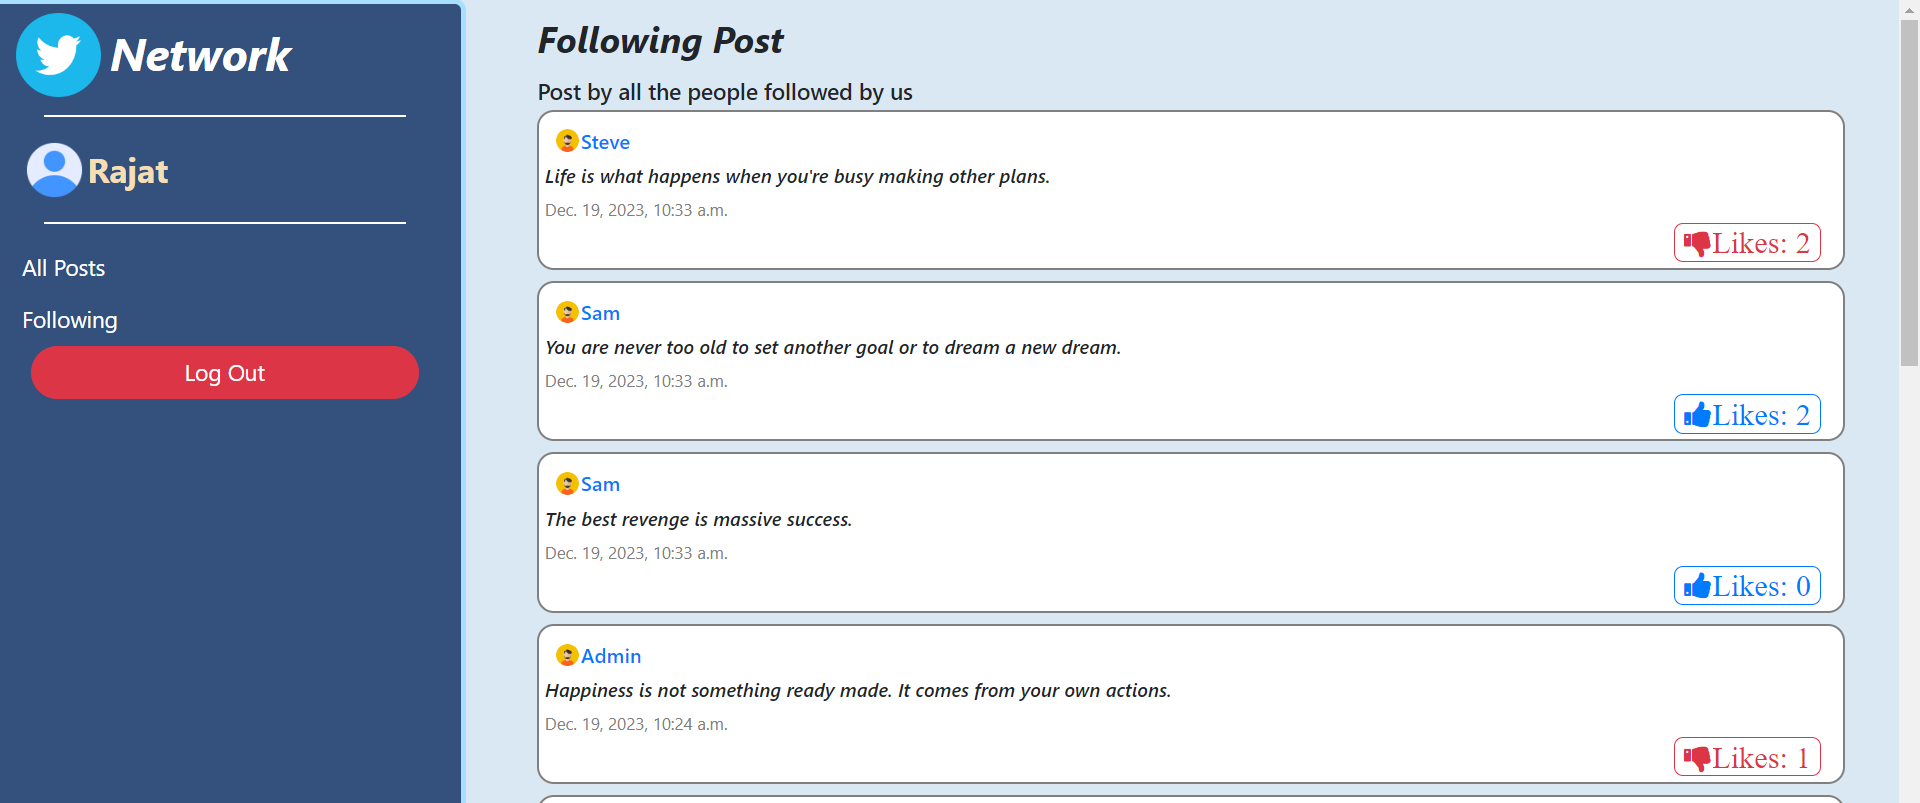 Network
Rajat
All Posts
Following
Log Out
Following Post
Post by all the people followed by us
Steve
Life is what happens when you're busy making other plans.
Dec. 19, 2023, 10:33 a.m.
Likes: 2
Sam
You are never too old to set another goal or to dream a new dream.
Dec. 19, 2023, 10:33 a.m.
Likes: 2
Sam
The best revenge is massive success.
Dec. 19, 2023, 10:33 a.m.
Likes: 0
Admin
Happiness is not something ready made. It comes from your own actions.
Dec. 19, 2023, 10:24 a.m.
Likes: 1